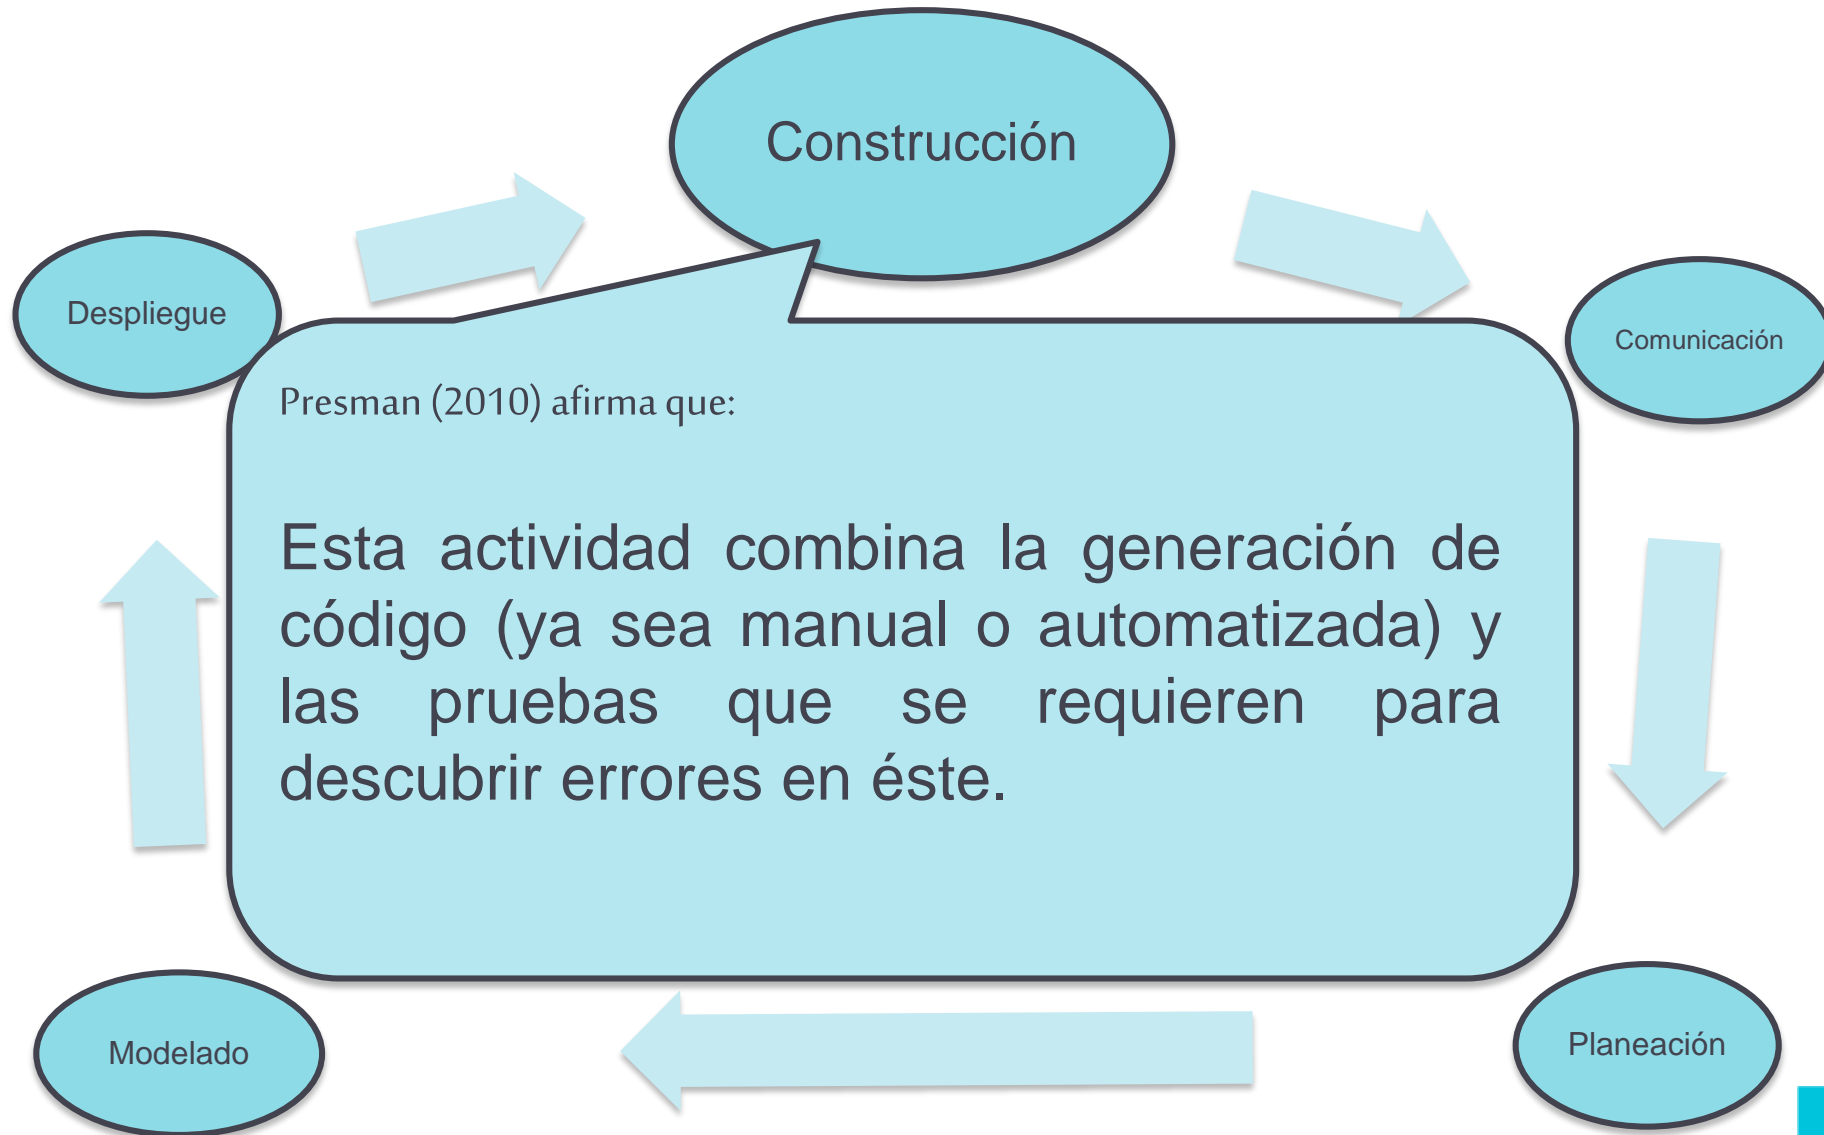 Construcción
Despliegue
Comunicación
Presman (2010) afirma que:
Esta actividad combina la generación de
código (ya sea manual o automatizada) y
las pruebas que se requieren para
descubrir errores en éste.
Modelado
Planeación